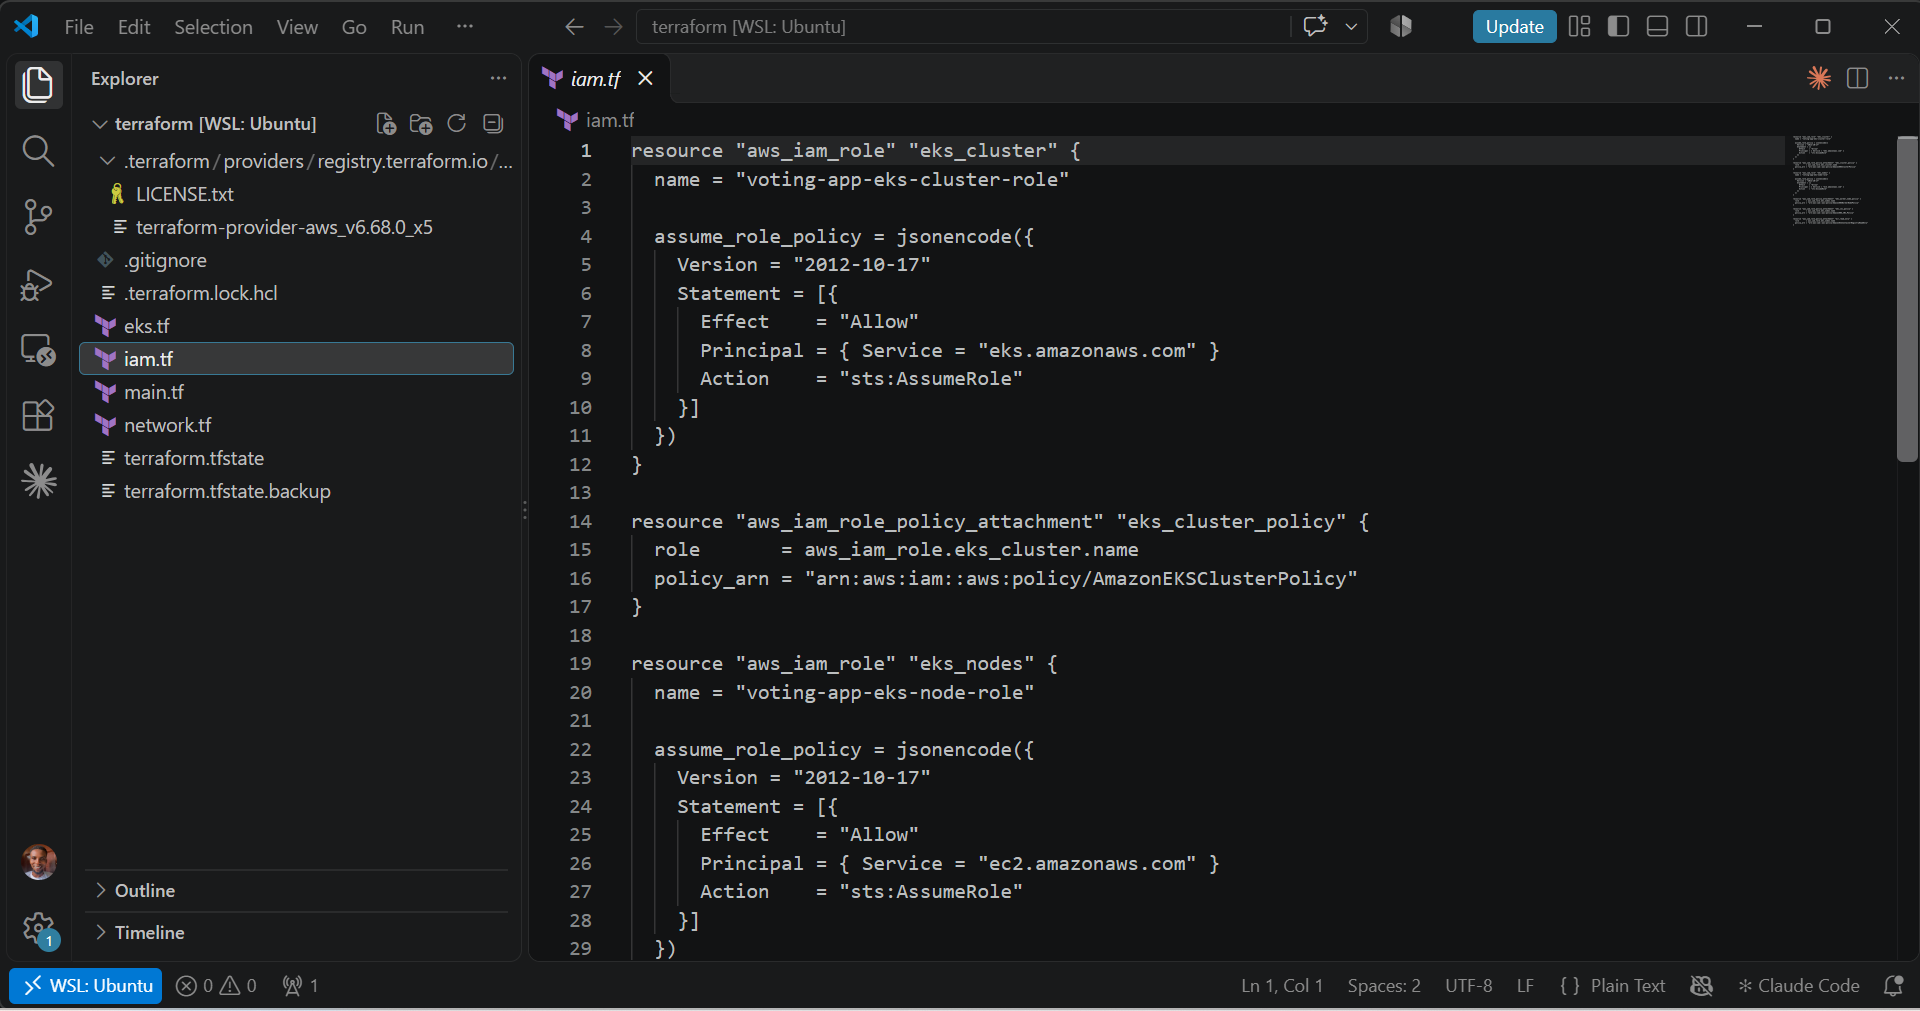 File Edit Selection View Go Run ···
terraform [WSL: Ubuntu]
Update
Explorer
terraform [WSL: Ubuntu]
.terraform / providers / registry.terraform.io / ...
LICENSE.txt
terraform-provider-aws_v6.68.0_x5
.gitignore
.terraform.lock.hcl
eks.tf
iam.tf
main.tf
network.tf
terraform.tfstate
terraform.tfstate.backup
Outline
Timeline
1
iam.tf
iam.tf
1 resource "aws_iam_role" "eks_cluster" {
2   name = "voting-app-eks-cluster-role"
3
4   assume_role_policy = jsonencode({
5     Version = "2012-10-17"
6     Statement = [{
7       Effect    = "Allow"
8       Principal = { Service = "eks.amazonaws.com" }
9       Action    = "sts:AssumeRole"
10     }]
11   })
12 }
13
14 resource "aws_iam_role_policy_attachment" "eks_cluster_policy" {
15   role       = aws_iam_role.eks_cluster.name
16   policy_arn = "arn:aws:iam::aws:policy/AmazonEKSClusterPolicy"
17 }
18
19 resource "aws_iam_role" "eks_nodes" {
20   name = "voting-app-eks-node-role"
21
22   assume_role_policy = jsonencode({
23     Version = "2012-10-17"
24     Statement = [{
25       Effect    = "Allow"
26       Principal = { Service = "ec2.amazonaws.com" }
27       Action    = "sts:AssumeRole"
28     }]
29   })
WSL: Ubuntu 0 0 1 Ln 1, Col 1 Spaces: 2 UTF-8 LF { } Plain Text Claude Code